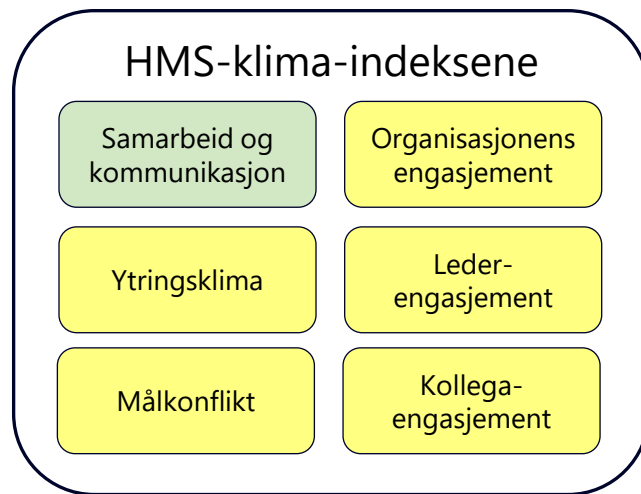 HMS-klima-indeksene
Samarbeid og
kommunikasjon
Organisasjonens
engasjement
Ytringsklima
Leder-
engasjement
Målkonflikt
Kollega-
engasjement